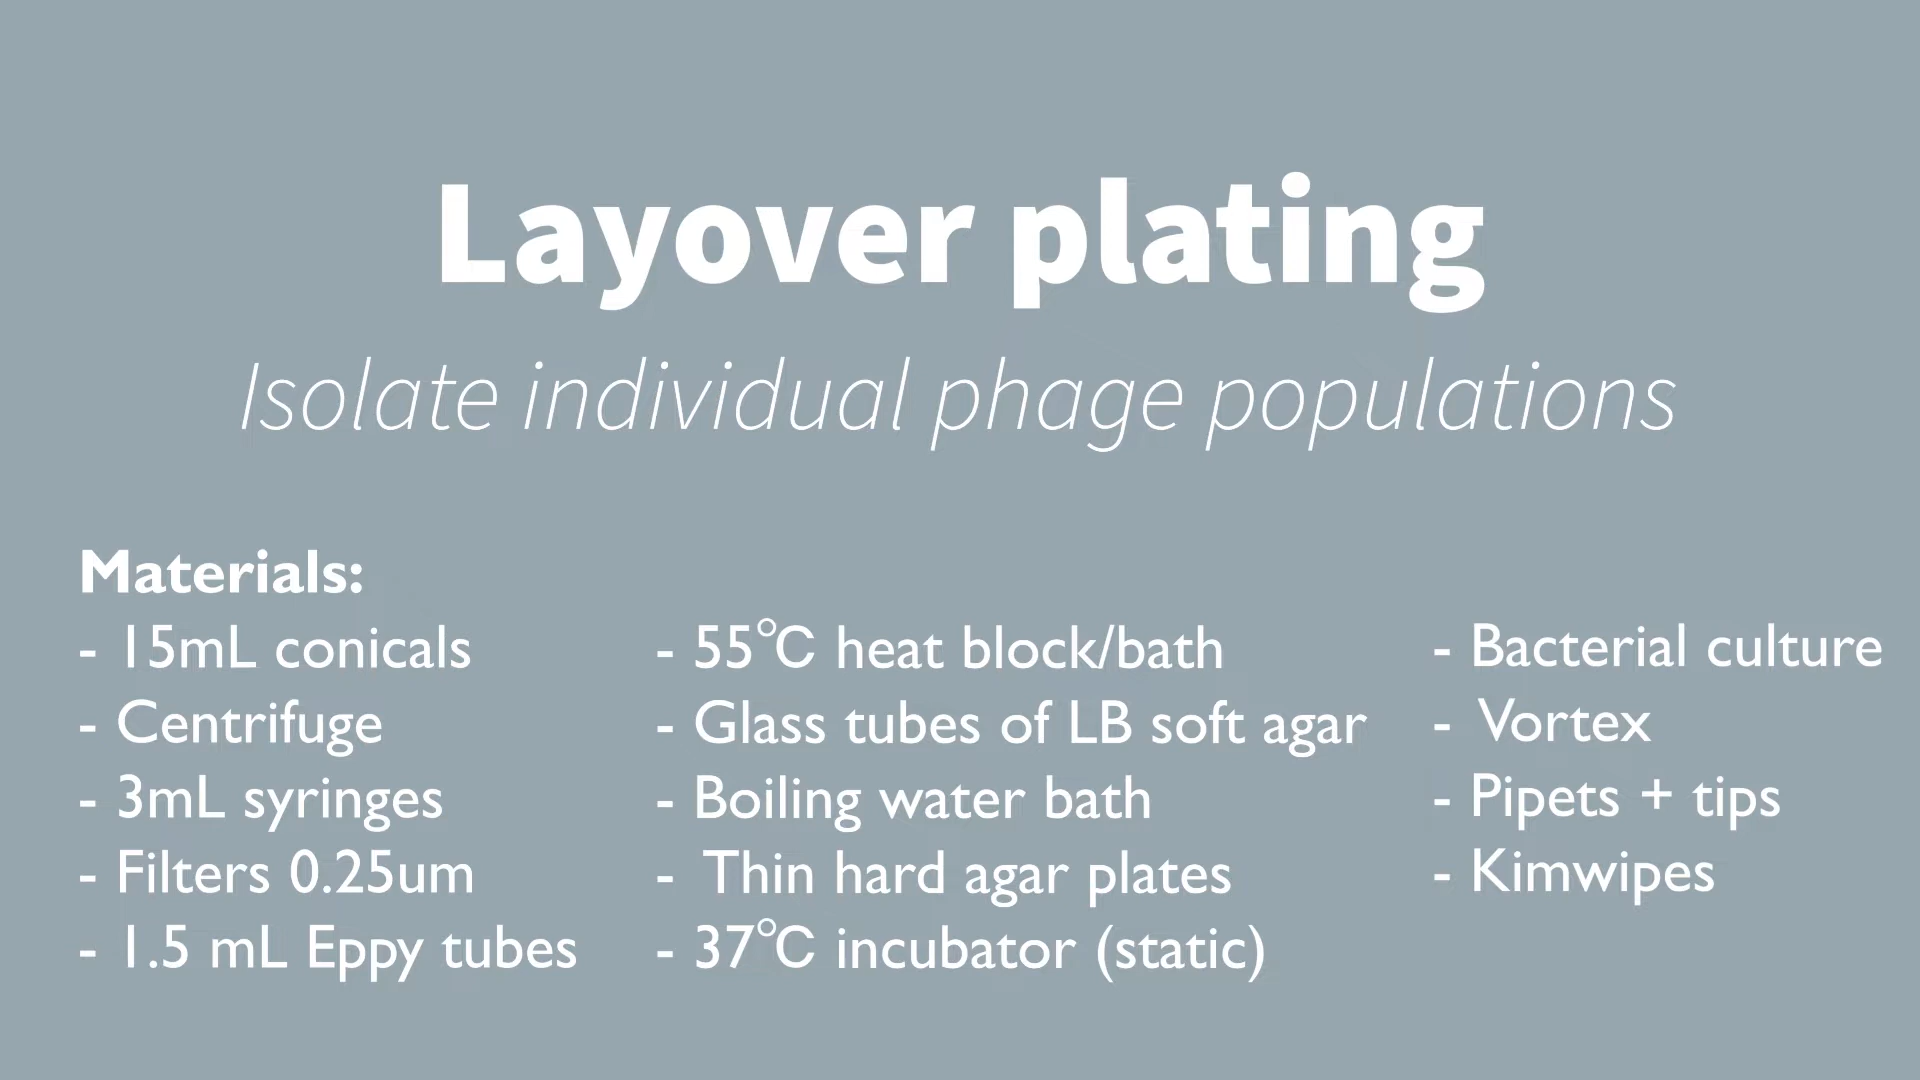 Layover plating
Isolate individual phage populations
Materials:
- 15mL conicals
- Centrifuge
- 3mL syringes
- Filters 0.25um
- 1.5 mL Eppy tubes
- 55°C heat block/bath
- Glass tubes of LB soft agar
- Boiling water bath
- Thin hard agar plates
- 37°C incubator (static)
- Bacterial culture
- Vortex
- Pipets + tips
- Kimwipes